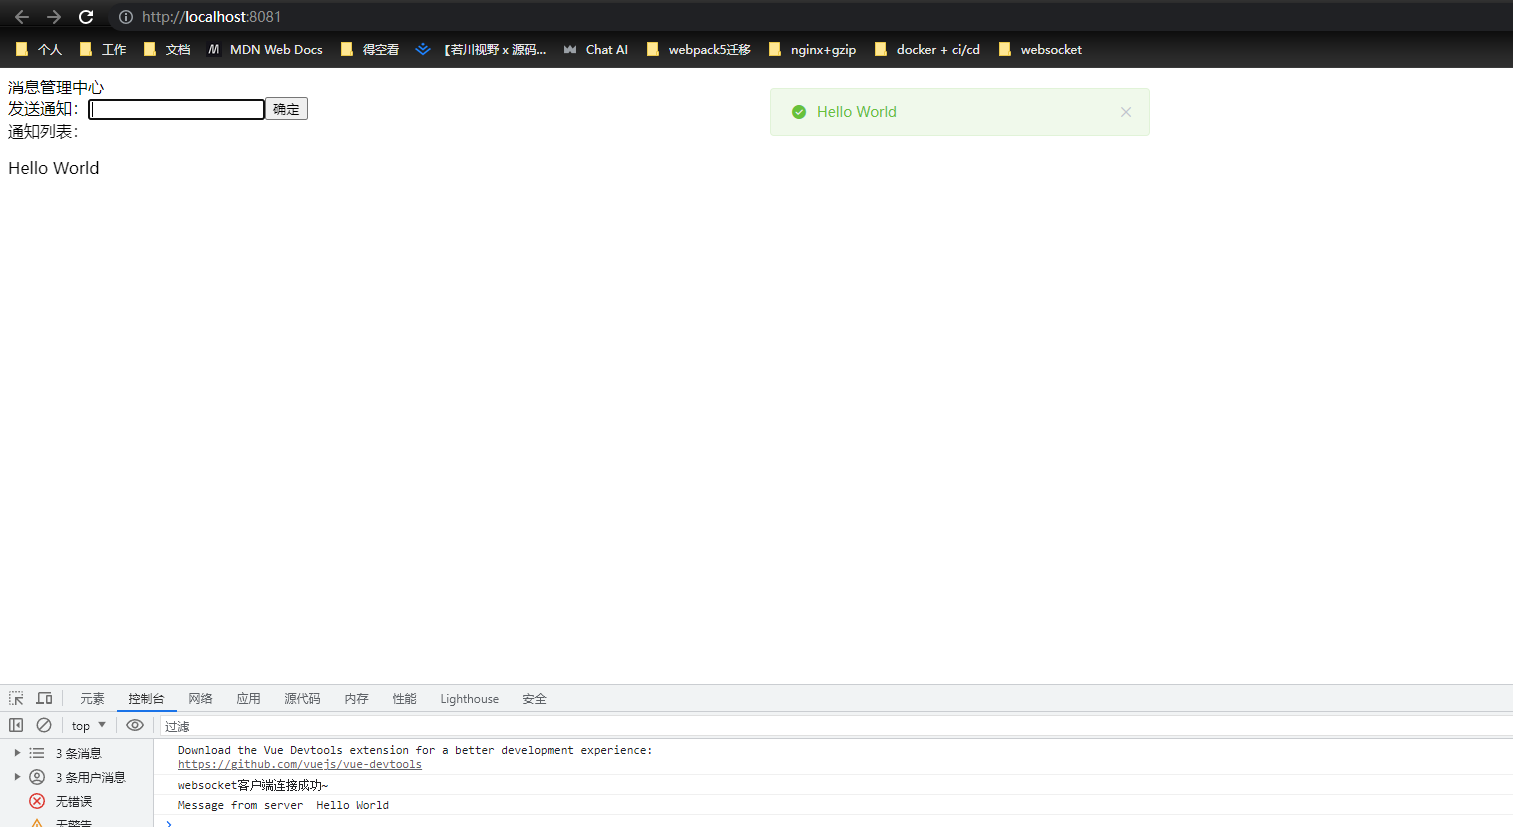 http://localhost:8081
个人 工作 文档 MDN Web Docs 得空看 【若川视野 x 源码... Chat AI webpack5迁移 nginx+gzip docker + ci/cd websocket
消息管理中心
发送通知： 确定
通知列表：
Hello World
Hello World
元素 控制台 网络 应用 源代码 内存 性能 Lighthouse 安全
top 过滤
3 条消息
3 条用户消息
无错误
无警告
Download the Vue Devtools extension for a better development experience:
https://github.com/vuejs/vue-devtools
websocket客户端连接成功~
Message from server  Hello World